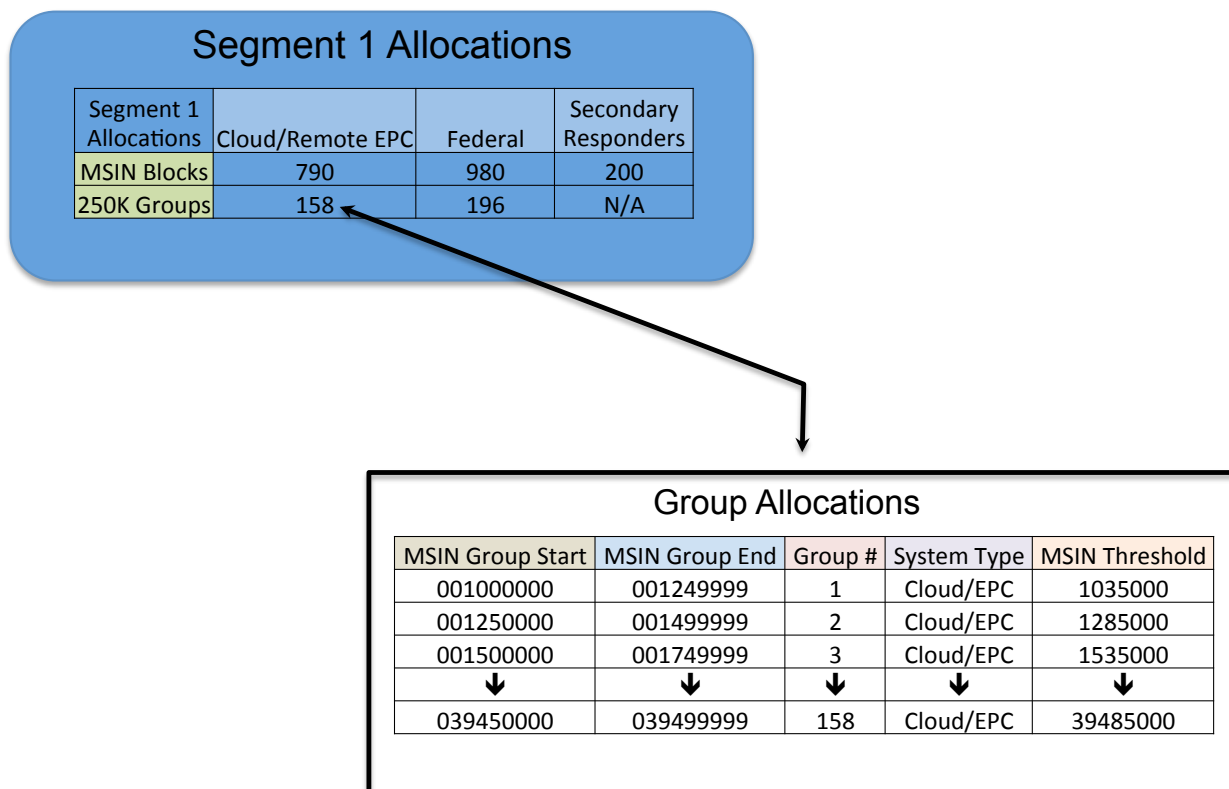 Segment 1 Allocations
Segment 1 Allocations Cloud/Remote EPC Federal Secondary Responders
MSIN Blocks 790 980 200
250K Groups 158 196 N/A
Group Allocations
MSIN Group Start MSIN Group End Group # System Type MSIN Threshold
001000000 001249999 1 Cloud/EPC 1035000
001250000 001499999 2 Cloud/EPC 1285000
001500000 001749999 3 Cloud/EPC 1535000
039450000 039499999 158 Cloud/EPC 39485000